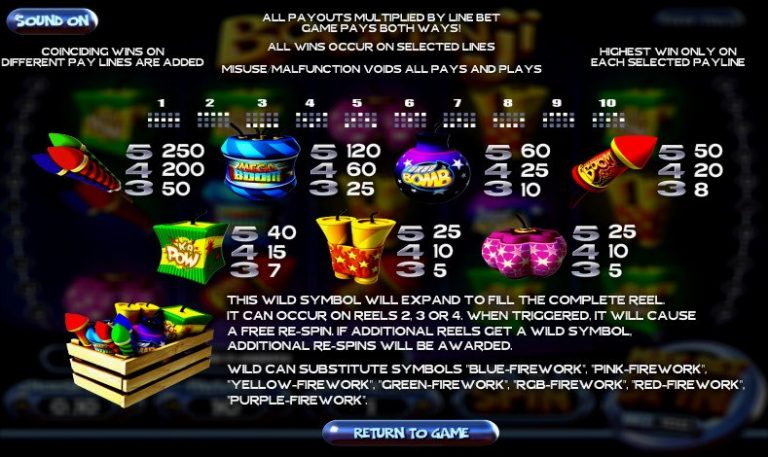 SOUND ON
ALL PAYOUTS MULTIPLIED BY LINE BET
GAME PAYS BOTH WAYS!
ALL WINS OCCUR ON SELECTED LINES
MISUSE/MALFUNCTION VOIDS ALL PAYS AND PLAYS
COINCIDING WINS ON
DIFFERENT PAY LINES ARE ADDED
HIGHEST WIN ONLY ON
EACH SELECTED PAYLINE
1 2 3 4 5 6 7 8 9 10
5 250
4 200
3 50
MEGA
BOOM
5 120
4 60
3 25
BOMB
5 60
4 25
3 10
BOOM
5 50
4 20
3 8
KA
POW
5 40
4 15
3 7
5 25
4 10
3 5
5 25
4 10
3 5
THIS WILD SYMBOL WILL EXPAND TO FILL THE COMPLETE REEL.
IT CAN OCCUR ON REELS 2, 3 OR 4. WHEN TRIGGERED, IT WILL CAUSE
A FREE RE-SPIN. IF ADDITIONAL REELS GET A WILD SYMBOL,
ADDITIONAL RE-SPINS WILL BE AWARDED.
WILD CAN SUBSTITUTE SYMBOLS "BLUE-FIREWORK", "PINK-FIREWORK",
"YELLOW-FIREWORK", "GREEN-FIREWORK", "RGB-FIREWORK", "RED-FIREWORK",
"PURPLE-FIREWORK".
RETURN TO GAME